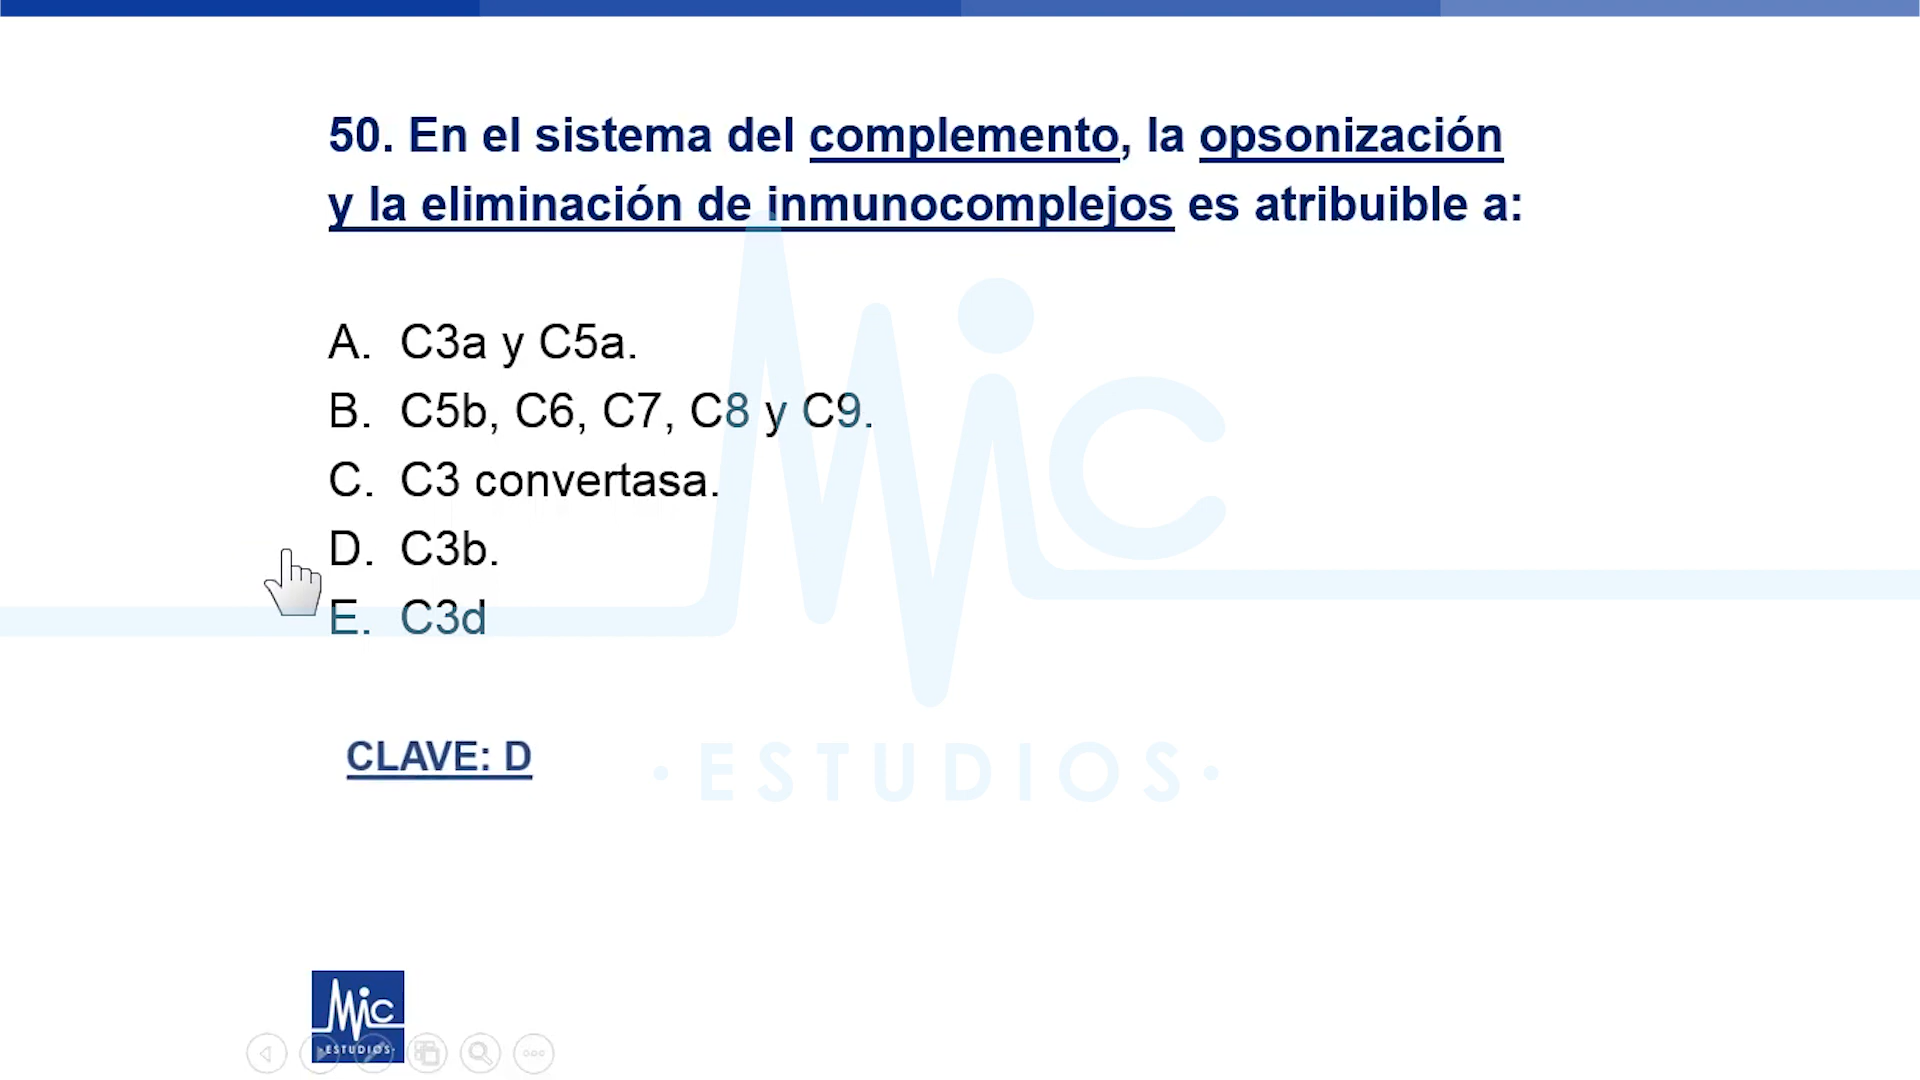 50. En el sistema del complemento, la opsonización
y la eliminación de inmunocomplejos es atribuible a:
A. C3a y C5a.
B. C5b, C6, C7, C8 y C9.
C. C3 convertasa.
D. C3b.
E. C3d
CLAVE: D
Mic
· ESTUDIOS ·
Mic
·ESTUDIOS·